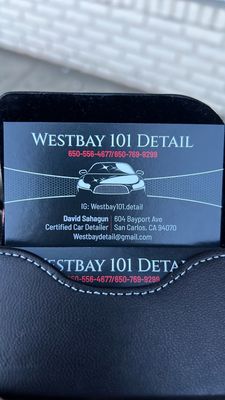 WESTBAY 101 DETAIL
650-556-4677/650-769-9299
IG: Westbay101.detail
David Sahagun | 604 Bayport Ave
Certified Car Detailer | San Carlos, CA 94070
Westbaydetail@gmail.com
WESTBAY 101 DETAIL
650-556-4677/650-769-9299